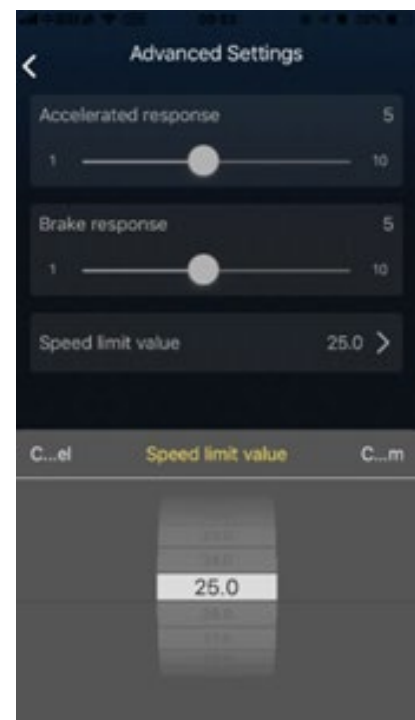 Advanced Settings
Accelerated response 5
1 10
Brake response 5
1 10
Speed limit value 25.0 >
C...el Speed limit value C...m
25.0